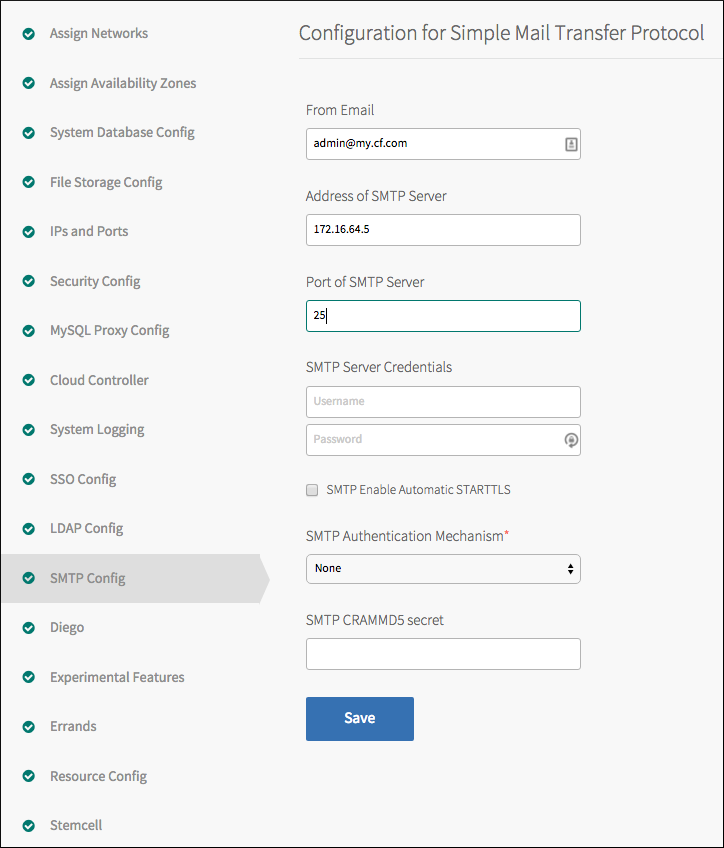 Assign Networks
Assign Availability Zones
System Database Config
File Storage Config
IPs and Ports
Security Config
MySQL Proxy Config
Cloud Controller
System Logging
SSO Config
LDAP Config
SMTP Config
Diego
Experimental Features
Errands
Resource Config
Stemcell
Configuration for Simple Mail Transfer Protocol
From Email
admin@my.cf.com
Address of SMTP Server
172.16.64.5
Port of SMTP Server
25
SMTP Server Credentials
Username
Password
SMTP Enable Automatic STARTTLS
SMTP Authentication Mechanism*
None
SMTP CRAMMD5 secret
Save